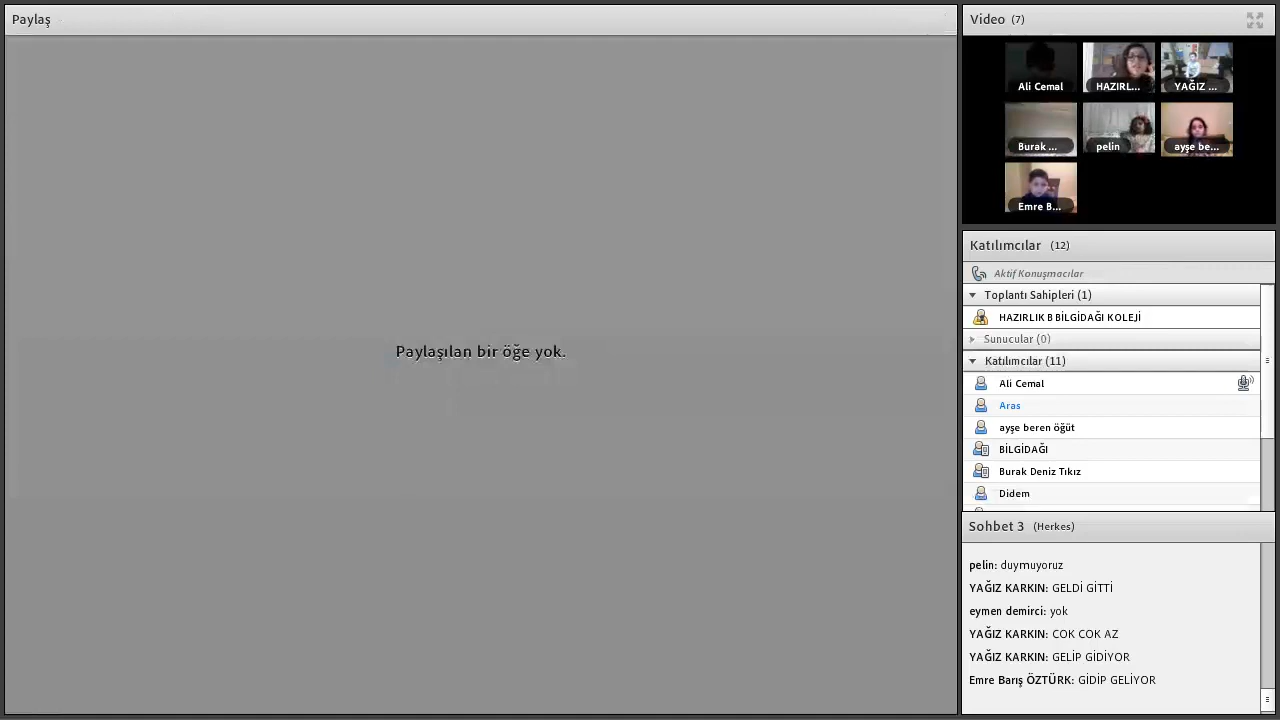 Paylaş
Paylaşılan bir öğe yok.
Video (7)
Ali Cemal
HAZIRL...
YAĞIZ ...
Burak ...
pelin
ayşe be...
Emre B...
Katılımcılar (12)
Aktif Konuşmacılar
Toplantı Sahipleri (1)
HAZIRLIK B BİLGİDAĞI KOLEJİ
Sunucular (0)
Katılımcılar (11)
Ali Cemal
Aras
ayşe beren öğüt
BİLGİDAĞI
Burak Deniz Tıkız
Didem
Sohbet 3 (Herkes)
pelin: duymuyoruz
YAĞIZ KARKIN: GELDİ GİTTİ
eymen demirci: yok
YAĞIZ KARKIN: COK COK AZ
YAĞIZ KARKIN: GELİP GİDİYOR
Emre Barış ÖZTÜRK: GİDİP GELİYOR